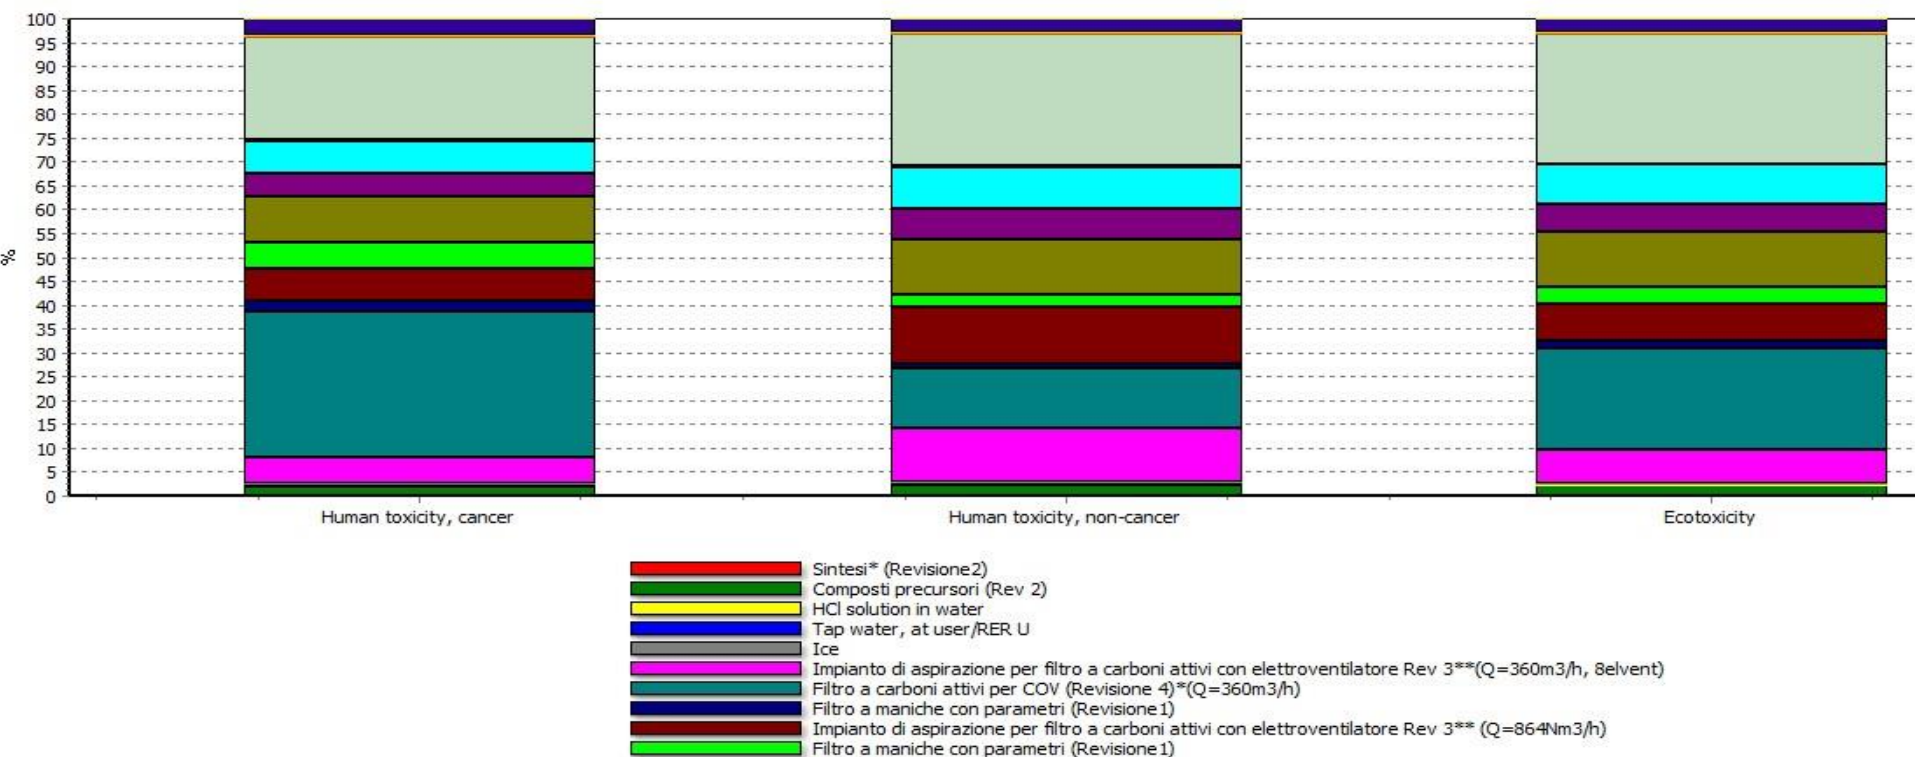 100
95
90
85
80
75
70
65
60
55
50
45
40
35
30
25
20
15
10
5
0
%
Human toxicity, cancer
Human toxicity, non-cancer
Ecotoxicity
Sintesi* (Revisione2)
Composti precursori (Rev 2)
HCl solution in water
Tap water, at user/RER U
Ice
Impianto di aspirazione per filtro a carboni attivi con elettroventilatore Rev 3**(Q=360m3/h, 8elvent)
Filtro a carboni attivi per COV (Revisione 4)*(Q=360m3/h)
Filtro a maniche con parametri (Revisione1)
Impianto di aspirazione per filtro a carboni attivi con elettroventilatore Rev 3** (Q=864Nm3/h)
Filtro a maniche con parametri (Revisione1)